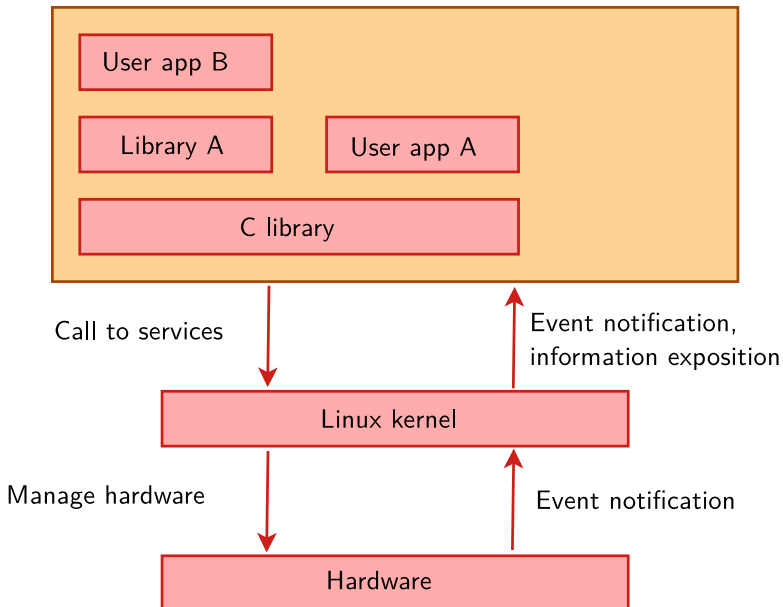 User app B
Library A
User app A
C library
Call to services
Event notification,
information exposition
Linux kernel
Manage hardware
Event notification
Hardware